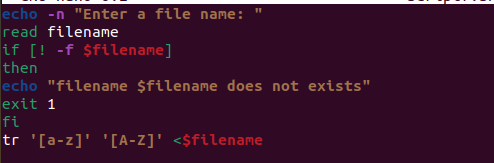 echo -n "Enter a file name: "
read filename
if [! -f $filename]
then
echo "filename $filename does not exists"
exit 1
fi
tr '[a-z]' '[A-Z]' <$filename